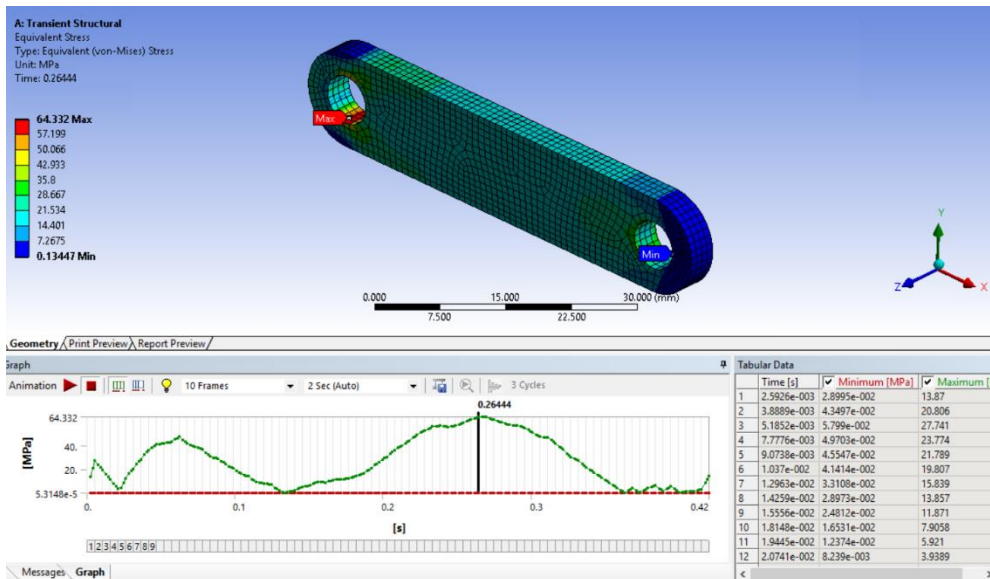 A: Transient Structural
Equivalent Stress
Type: Equivalent (von-Mises) Stress
Unit: MPa
Time: 0.26444
64.332 Max
57.199
50.066
42.933
35.8
28.667
21.534
14.401
7.2675
0.13447 Min
Max
Min
Y
Z
X
0.000 15.000 30.000 (mm)
7.500 22.500
Geometry Print Preview Report Preview
Graph
Animation 10 Frames 2 Sec (Auto) 3 Cycles
0.26444
64.332
40.
20.
5.3148e-5
[MPa]
0. 0.1 0.2 0.3 0.42
[s]
1 2 3 4 5 6 7 8 9
Messages Graph
Tabular Data
Time [s] Minimum [MPa] Maximum [
1 2.5926e-003 2.8995e-002 13.87
2 3.8889e-003 4.3497e-002 20.806
3 5.1852e-003 5.799e-002 27.741
4 7.7776e-003 4.9703e-002 23.774
5 9.0738e-003 4.5547e-002 21.789
6 1.037e-002 4.1414e-002 19.807
7 1.2963e-002 3.3108e-002 15.839
8 1.4259e-002 2.8973e-002 13.857
9 1.5556e-002 2.4812e-002 11.871
10 1.8148e-002 1.6531e-002 7.9058
11 1.9445e-002 1.2374e-002 5.921
12 2.0741e-002 8.239e-003 3.9389